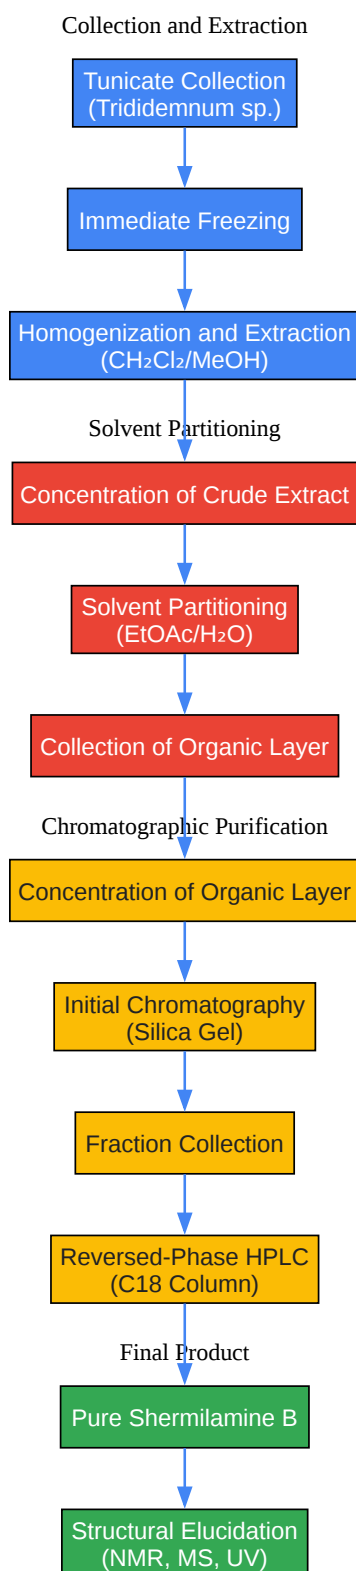 Collection and Extraction
Tunicate Collection
(Trididemnum sp.)
Immediate Freezing
Homogenization and Extraction
(CH₂Cl₂/MeOH)
Solvent Partitioning
Concentration of Crude Extract
Solvent Partitioning
(EtOAc/H₂O)
Collection of Organic Layer
Chromatographic Purification
Concentration of Organic Layer
Initial Chromatography
(Silica Gel)
Fraction Collection
Reversed-Phase HPLC
(C18 Column)
Final Product
Pure Shermilamine B
Structural Elucidation
(NMR, MS, UV)